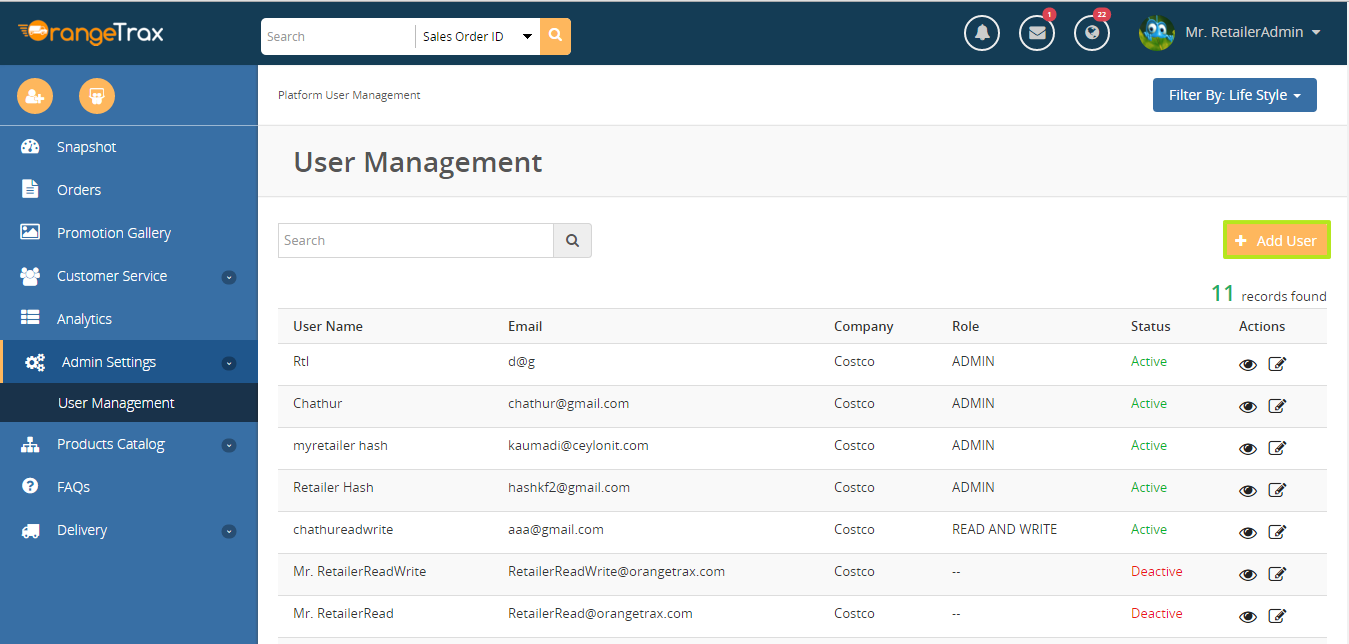 OrangeTrax
Search
Sales Order ID
1
22
Mr. RetailerAdmin
Platform User Management
Filter By: Life Style
Snapshot
Orders
Promotion Gallery
Customer Service
Analytics
Admin Settings
User Management
Products Catalog
FAQs
Delivery
User Management
Search
+ Add User
11 records found
User Name Email Company Role Status Actions
Rtl d@g Costco ADMIN Active
Chathur chathur@gmail.com Costco ADMIN Active
myretailer hash kaumadi@ceylonit.com Costco ADMIN Active
Retailer Hash hashkf2@gmail.com Costco ADMIN Active
chathureadwrite aaa@gmail.com Costco READ AND WRITE Active
Mr. RetailerReadWrite RetailerReadWrite@orangetrax.com Costco -- Deactive
Mr. RetailerRead RetailerRead@orangetrax.com Costco -- Deactive